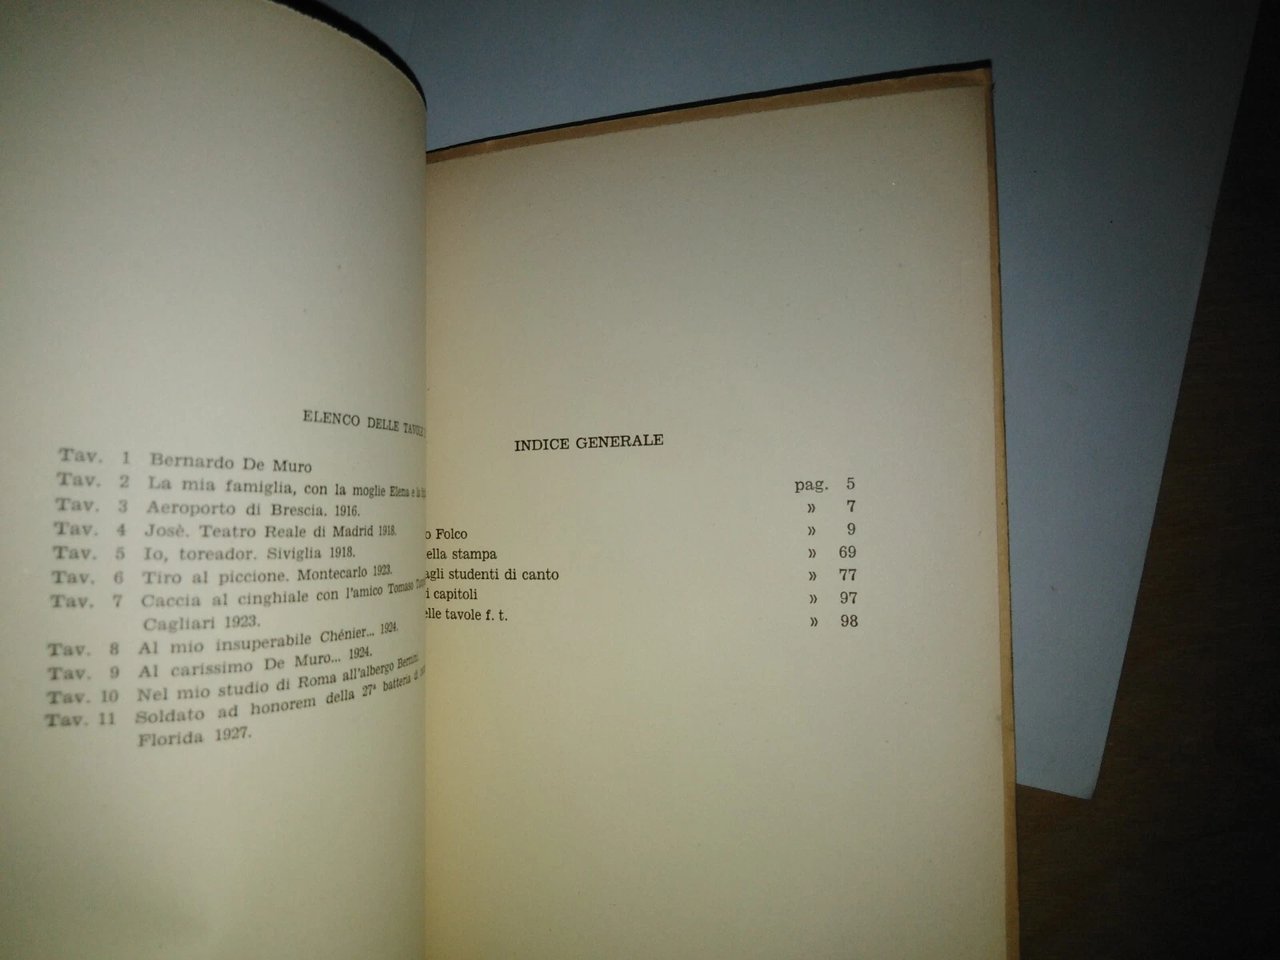 ELENCO DELLE TAVOLE
Tav. 1 Bernardo De Muro
Tav. 2 La mia famiglia, con la moglie Elena e la
Tav. 3 Aeroporto di Brescia. 1916.
Tav. 4 Josè. Teatro Reale di Madrid 1918.
Tav. 5 Io, toreador. Siviglia 1918.
Tav. 6 Tiro al piccione. Montecarlo 1923.
Tav. 7 Caccia al cinghiale con l'amico Tomaso
Cagliari 1923.
Tav. 8 Al mio insuperabile Chénier... 1924.
Tav. 9 Al carissimo De Muro... 1924.
Tav. 10 Nel mio studio di Roma all'albergo Bernini
Tav. 11 Soldato ad honorem della 27ª batteria di
Florida 1927.
INDICE GENERALE
pag. 5
» 7
o Folco » 9
ella stampa » 69
agli studenti di canto » 77
i capitoli » 97
elle tavole f. t. » 98